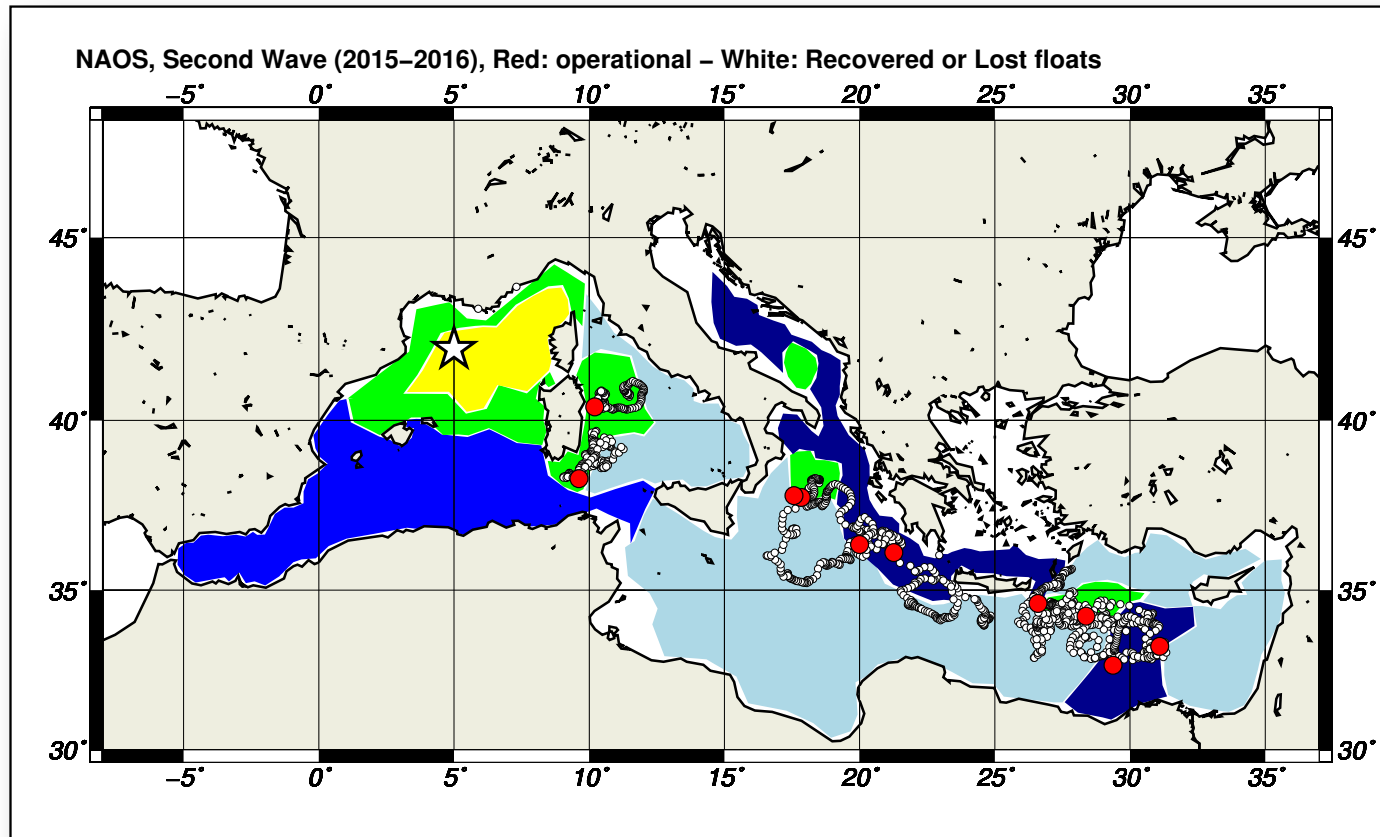 NAOS, Second Wave (2015−2016), Red: operational − White: Recovered or Lost floats
−5˚ 0˚ 5˚ 10˚ 15˚ 20˚ 25˚ 30˚ 35˚
45˚ 45˚
40˚ 40˚
35˚ 35˚
30˚ 30˚
−5˚ 0˚ 5˚ 10˚ 15˚ 20˚ 25˚ 30˚ 35˚